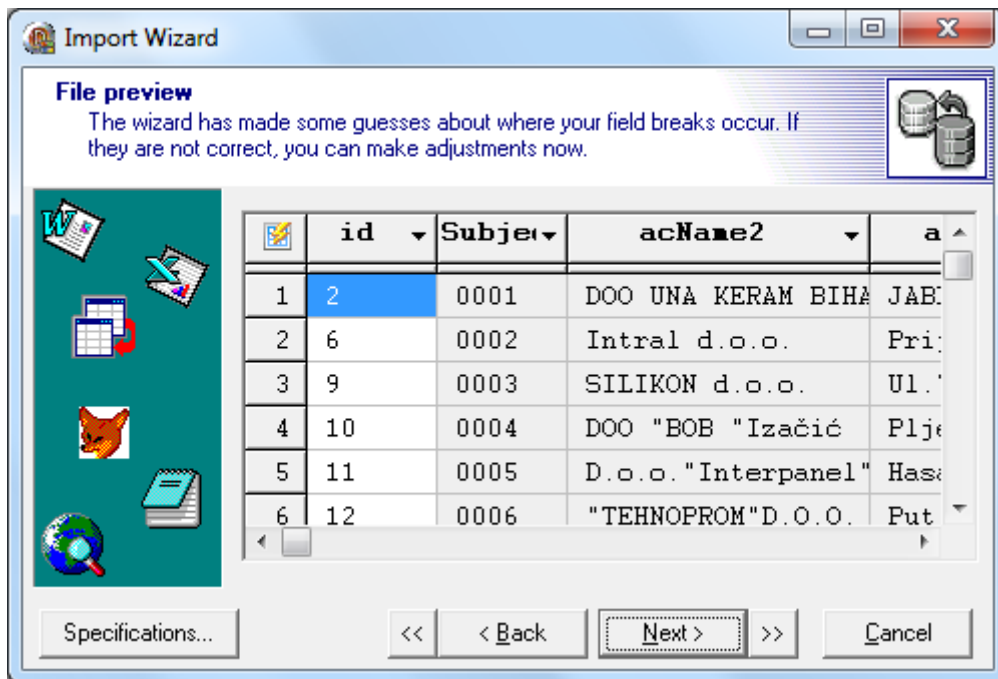 Import Wizard
File preview
The wizard has made some guesses about where your field breaks occur. If
they are not correct, you can make adjustments now.
id acName2
1 2 0001 DOO UNA KERAM
2 6 0002 Intral d.o.o.
3 9 0003 SILIKON d.o.o.
4 10 0004 DOO "BOB "Izačić
5 11 0005 D.o.o."Interpanel"
6 12 0006 "TEHNOPROM"D.O.O. Put
Specifications... << < Back Next > >> Cancel